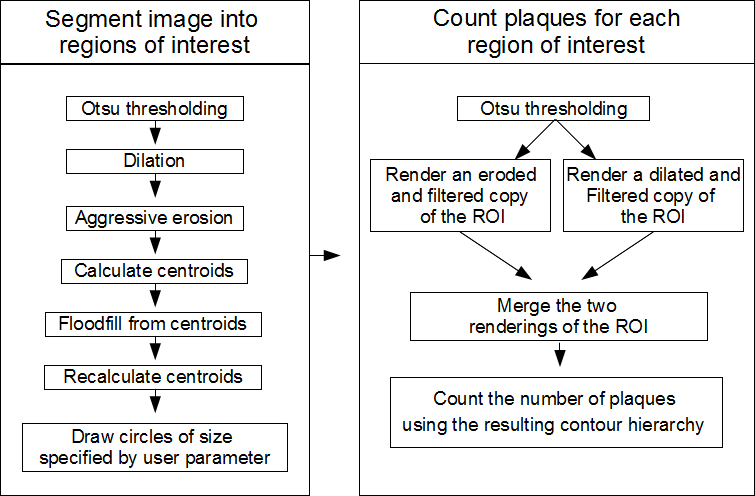 Segment image into
regions of interest
Otsu thresholding
Dilation
Aggressive erosion
Calculate centroids
Floodfill from centroids
Recalculate centroids
Draw circles of size
specified by user parameter
Count plaques for each
region of interest
Otsu thresholding
Render an eroded
and filtered copy
of the ROI
Render a dilated and
Filtered copy of
the ROI
Merge the two
renderings of the ROI
Count the number of plaques
using the resulting contour hierarchy